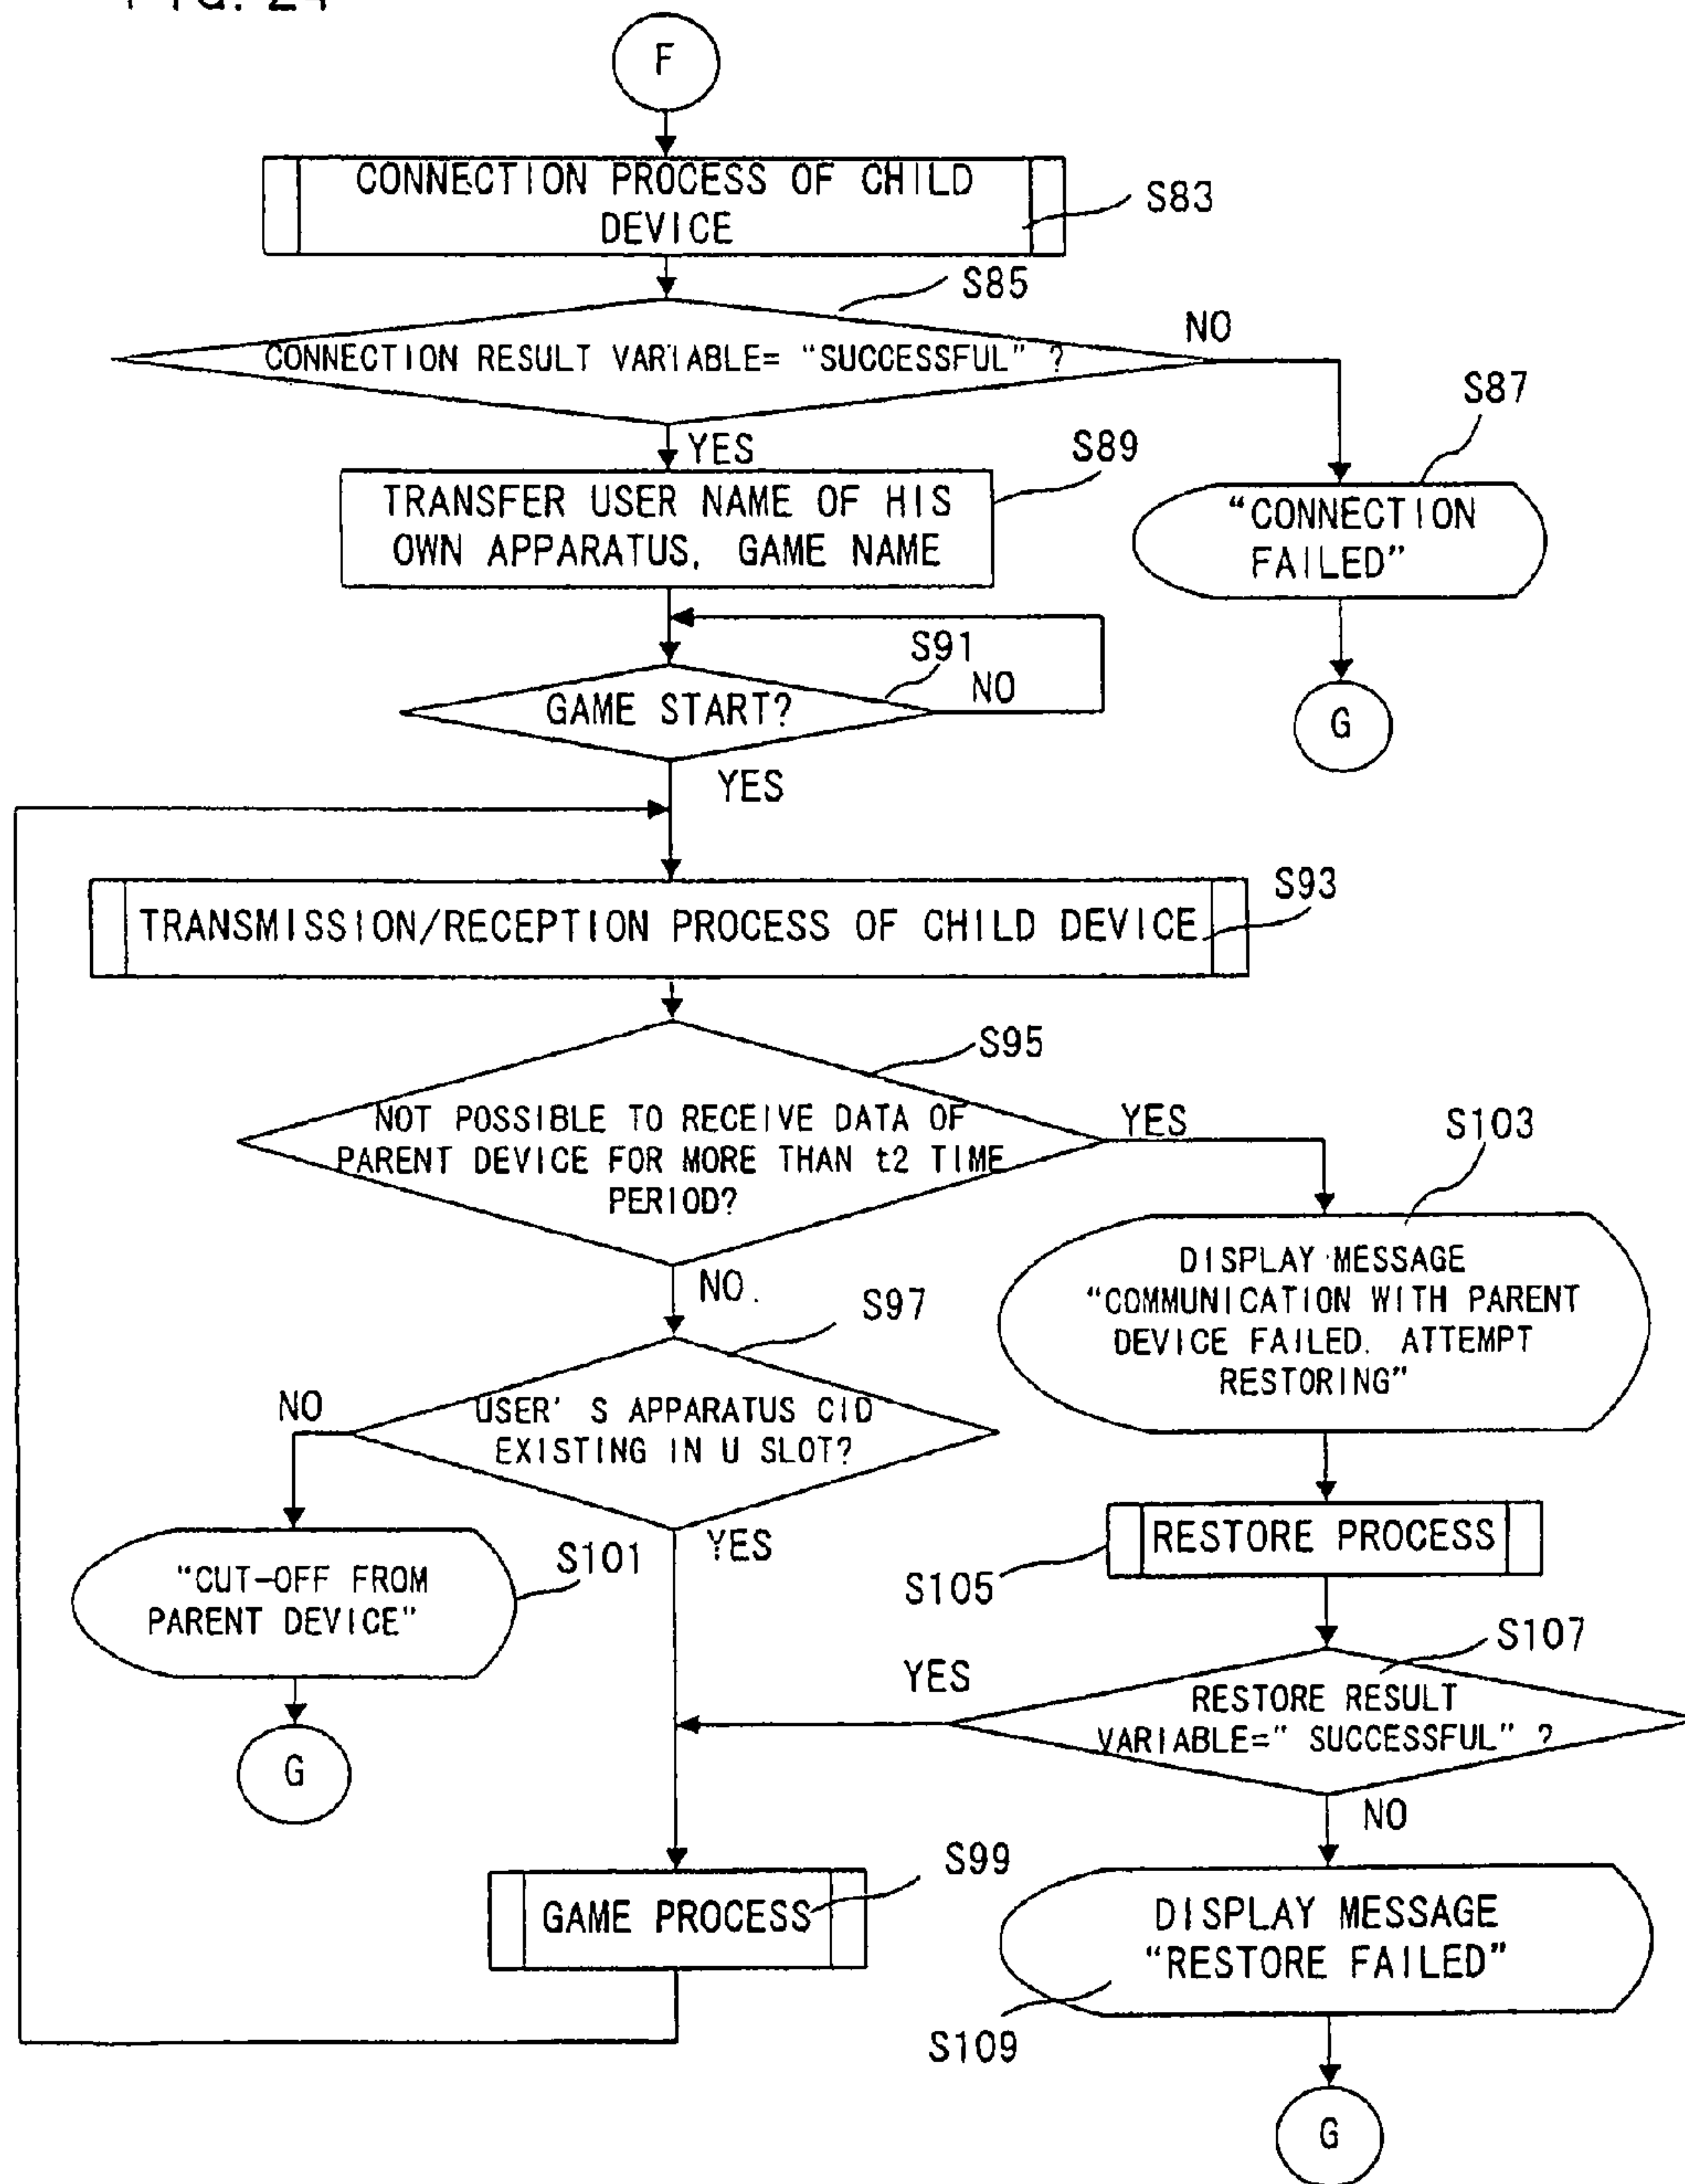 F
CONNECTION PROCESS OF CHILD
DEVICE
S83
S85
CONNECTION RESULT VARIABLE= "SUCCESSFUL" ?
NO
S87
YES
S89
TRANSFER USER NAME OF HIS
OWN APPARATUS, GAME NAME
"CONNECTION
FAILED"
S91
NO
GAME START?
G
YES
S93
TRANSMISSION/RECEPTION PROCESS OF CHILD DEVICE
S95
NOT POSSIBLE TO RECEIVE DATA OF
PARENT DEVICE FOR MORE THAN t2 TIME
PERIOD?
YES
S103
NO.
S97
DISPLAY MESSAGE
"COMMUNICATION WITH PARENT
DEVICE FAILED. ATTEMPT
RESTORING"
NO
USER' S APPARATUS CID
EXISTING IN U SLOT?
YES
RESTORE PROCESS
S105
"CUT-OFF FROM
PARENT DEVICE"
S101
S107
YES
RESTORE RESULT
VARIABLE=" SUCCESSFUL" ?
G
NO
S99
GAME PROCESS
DISPLAY MESSAGE
"RESTORE FAILED"
S109
G